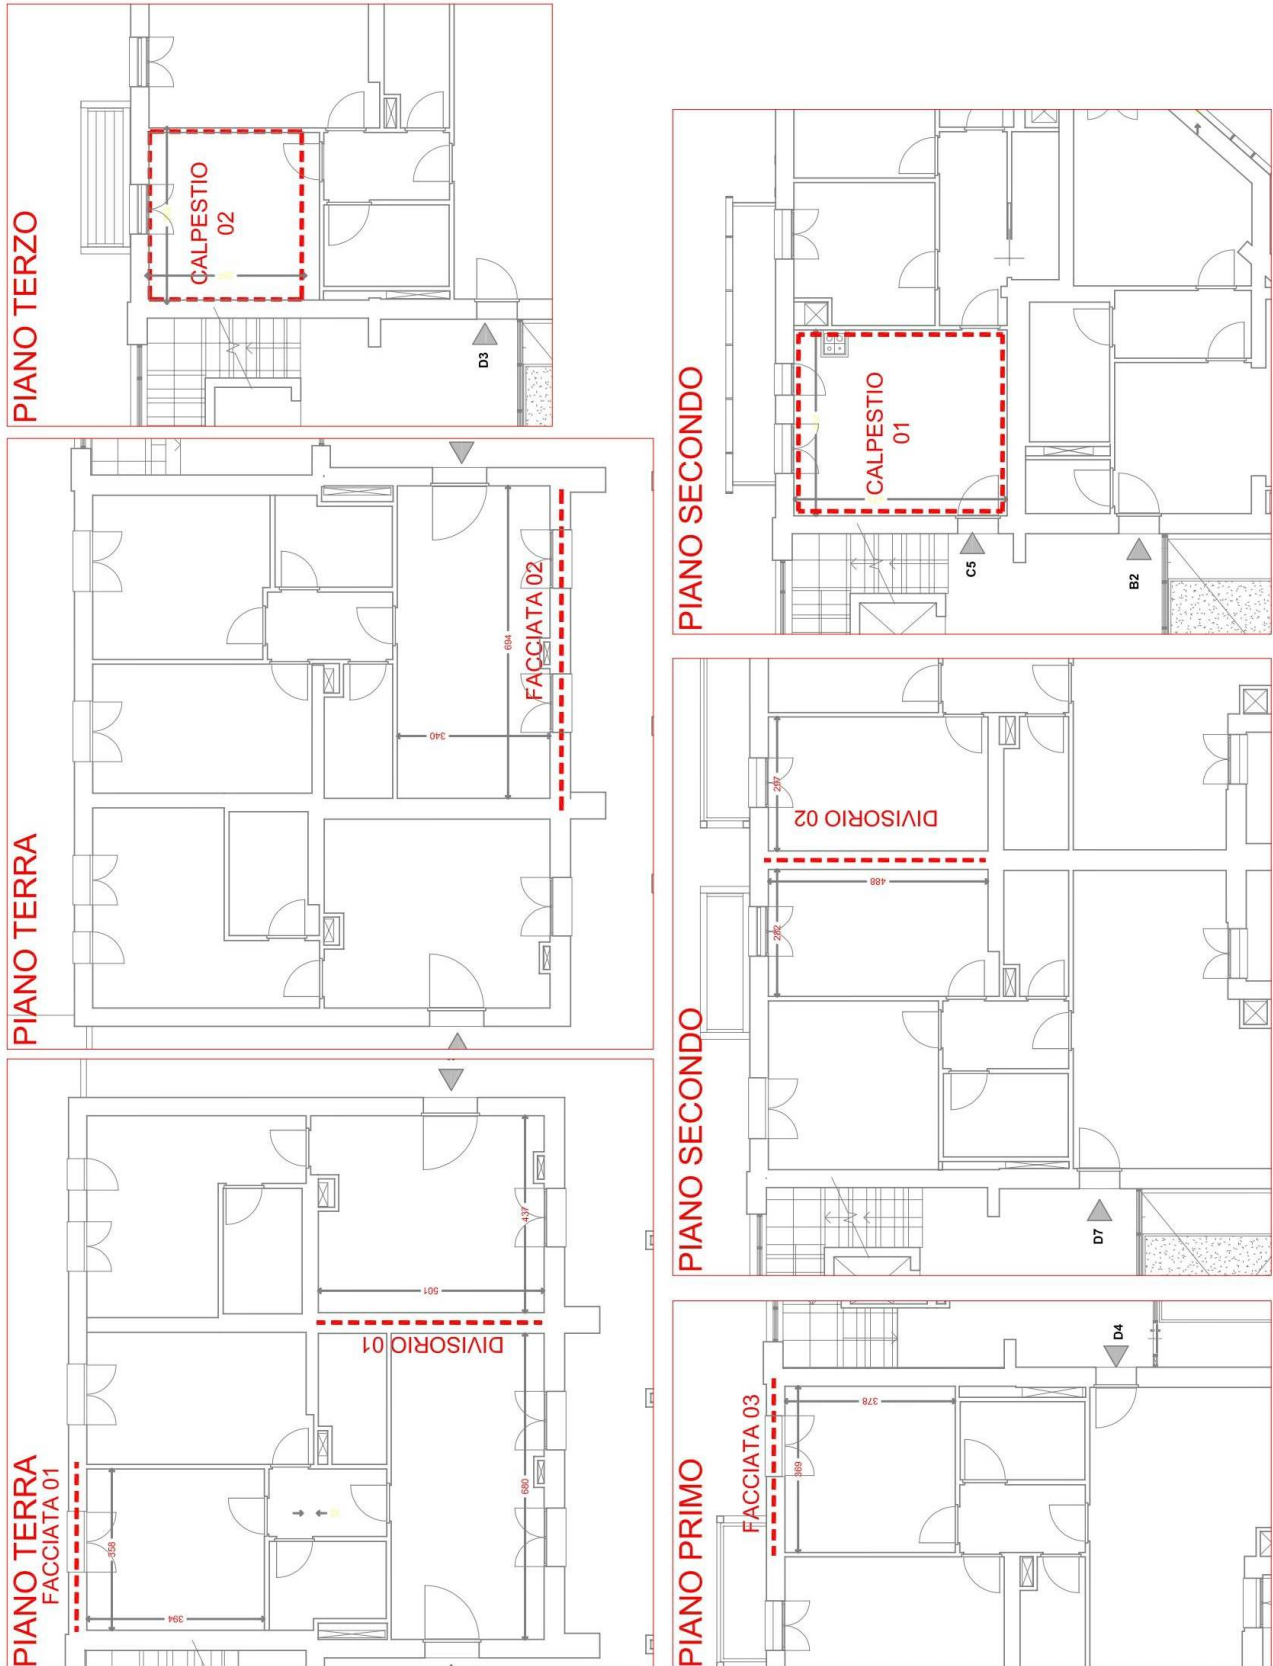 PIANO TERZO
CALPESTIO
02
D3
PIANO TERRA
694
340
FACCIATA 02
PIANO TERRA
FACCIATA 01
358
394
437
501
DIVISORIO 01
680
PIANO SECONDO
CALPESTIO
01
C5
B2
PIANO SECONDO
297
DIVISORIO 02
488
282
D7
PIANO PRIMO
FACCIATA 03
378
369
D4